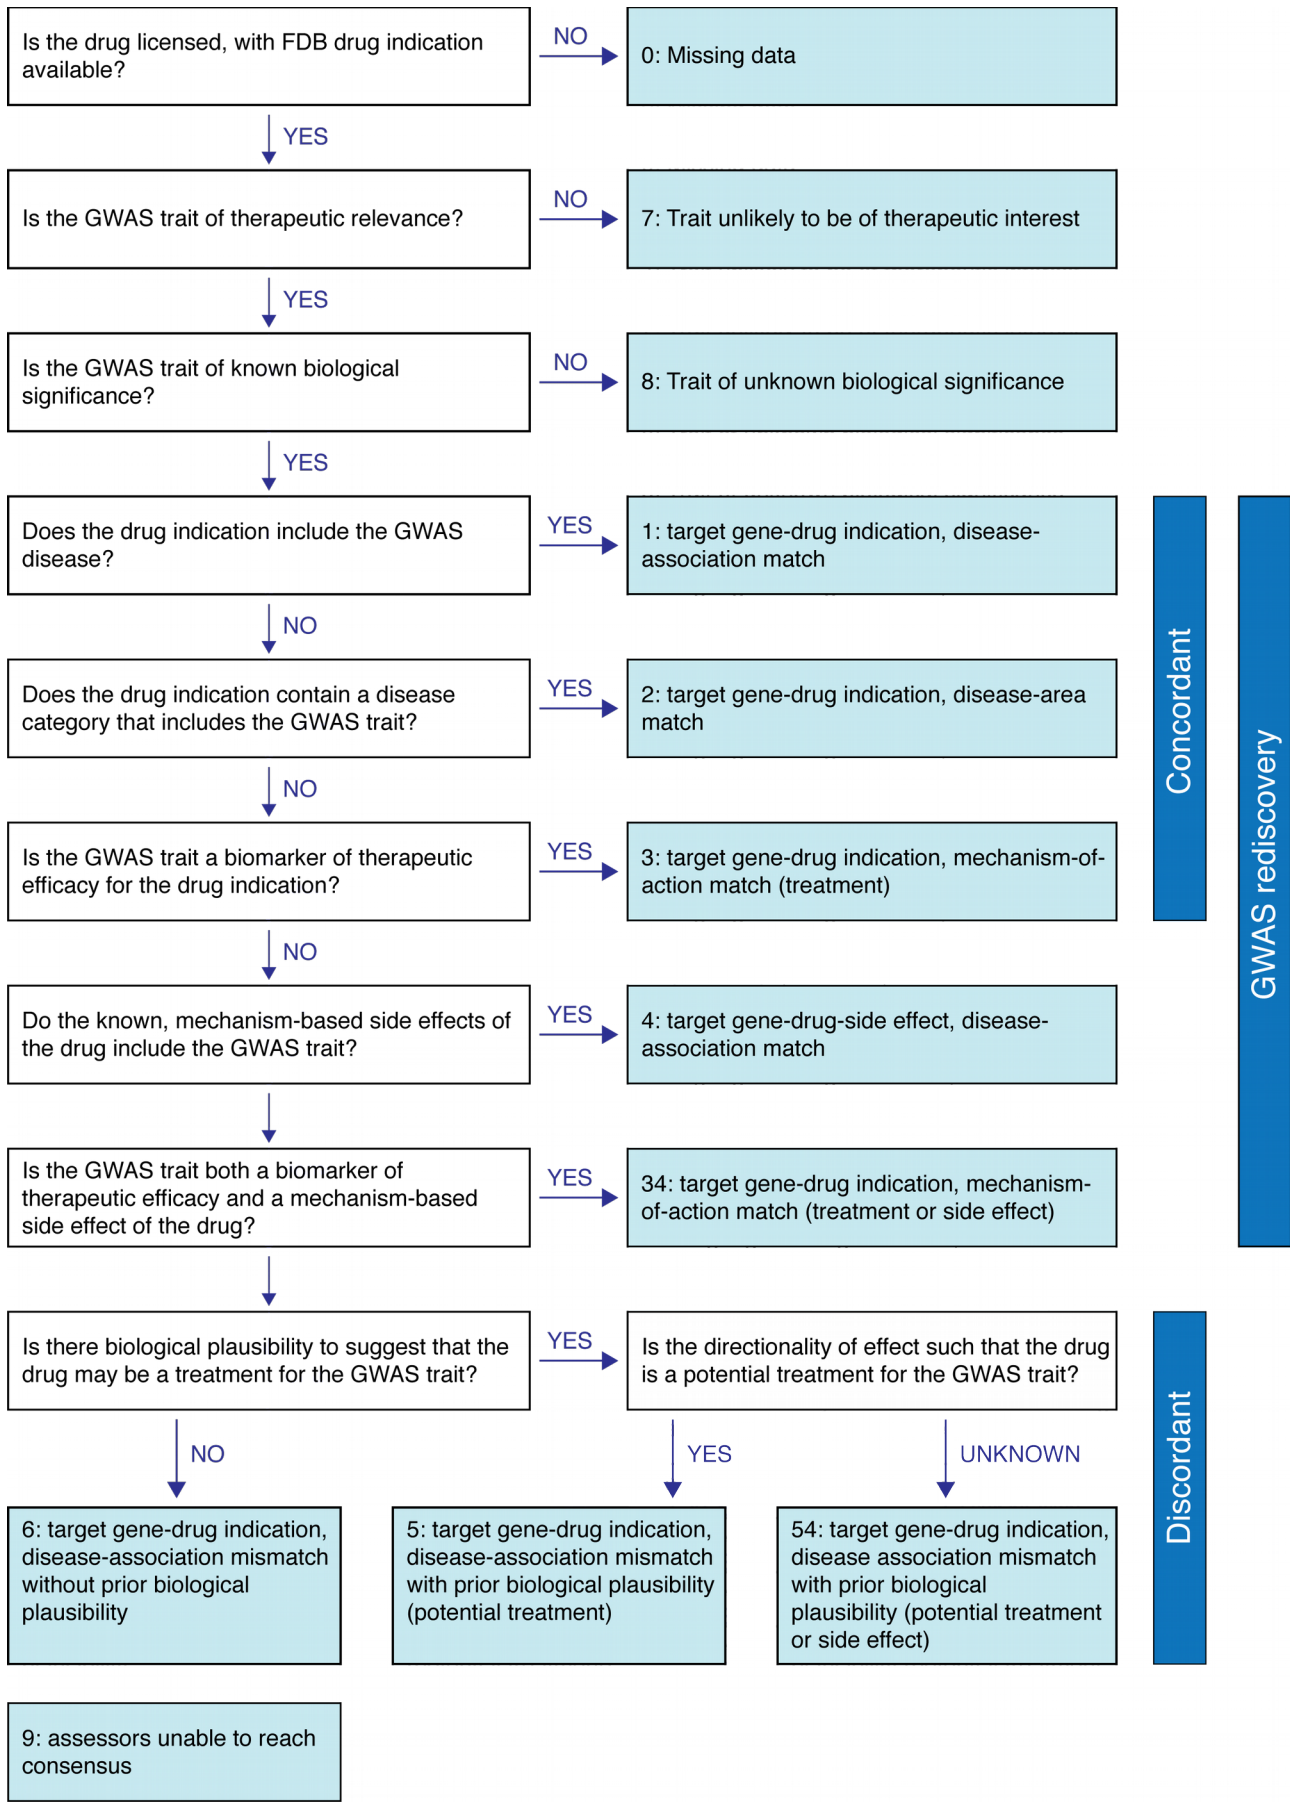 Is the drug licensed, with FDB drug indication
available?
NO
0: Missing data
YES
Is the GWAS trait of therapeutic relevance?
NO
7: Trait unlikely to be of therapeutic interest
YES
Is the GWAS trait of known biological
significance?
NO
8: Trait of unknown biological significance
YES
Does the drug indication include the GWAS
disease?
YES
1: target gene-drug indication, disease-
association match
NO
Does the drug indication contain a disease
category that includes the GWAS trait?
YES
2: target gene-drug indication, disease-area
match
NO
Is the GWAS trait a biomarker of therapeutic
efficacy for the drug indication?
YES
3: target gene-drug indication, mechanism-of-
action match (treatment)
NO
Concordant
Do the known, mechanism-based side effects of
the drug include the GWAS trait?
YES
4: target gene-drug-side effect, disease-
association match
Is the GWAS trait both a biomarker of
therapeutic efficacy and a mechanism-based
side effect of the drug?
YES
34: target gene-drug indication, mechanism-
of-action match (treatment or side effect)
GWAS rediscovery
Is there biological plausibility to suggest that the
drug may be a treatment for the GWAS trait?
YES
Is the directionality of effect such that the drug
is a potential treatment for the GWAS trait?
NO
YES
UNKNOWN
6: target gene-drug indication,
disease-association mismatch
without prior biological
plausibility
5: target gene-drug indication,
disease-association mismatch
with prior biological plausibility
(potential treatment)
54: target gene-drug indication,
disease association mismatch
with prior biological
plausibility (potential treatment
or side effect)
Discordant
9: assessors unable to reach
consensus